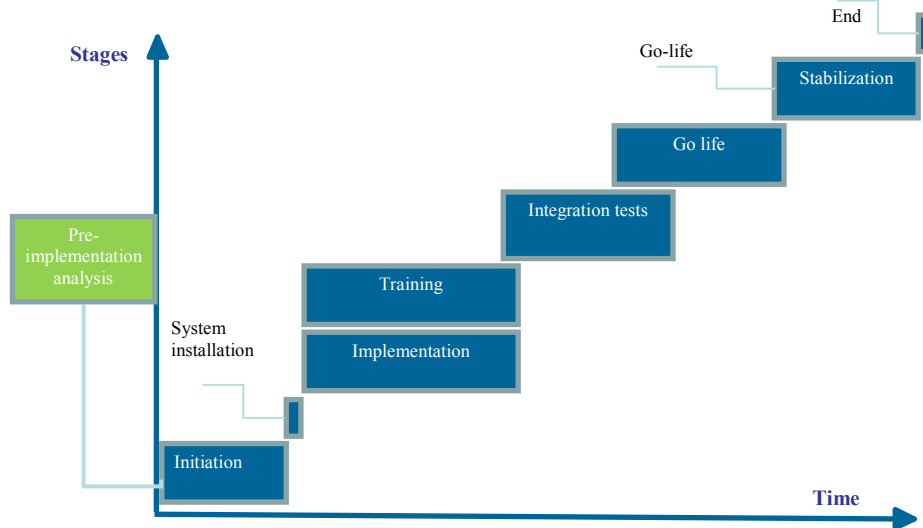 End
Go-life
Stages
Stabilization
Go life
Integration tests
Pre-
implementation
analysis
Training
System
installation
Implementation
Initiation
Time